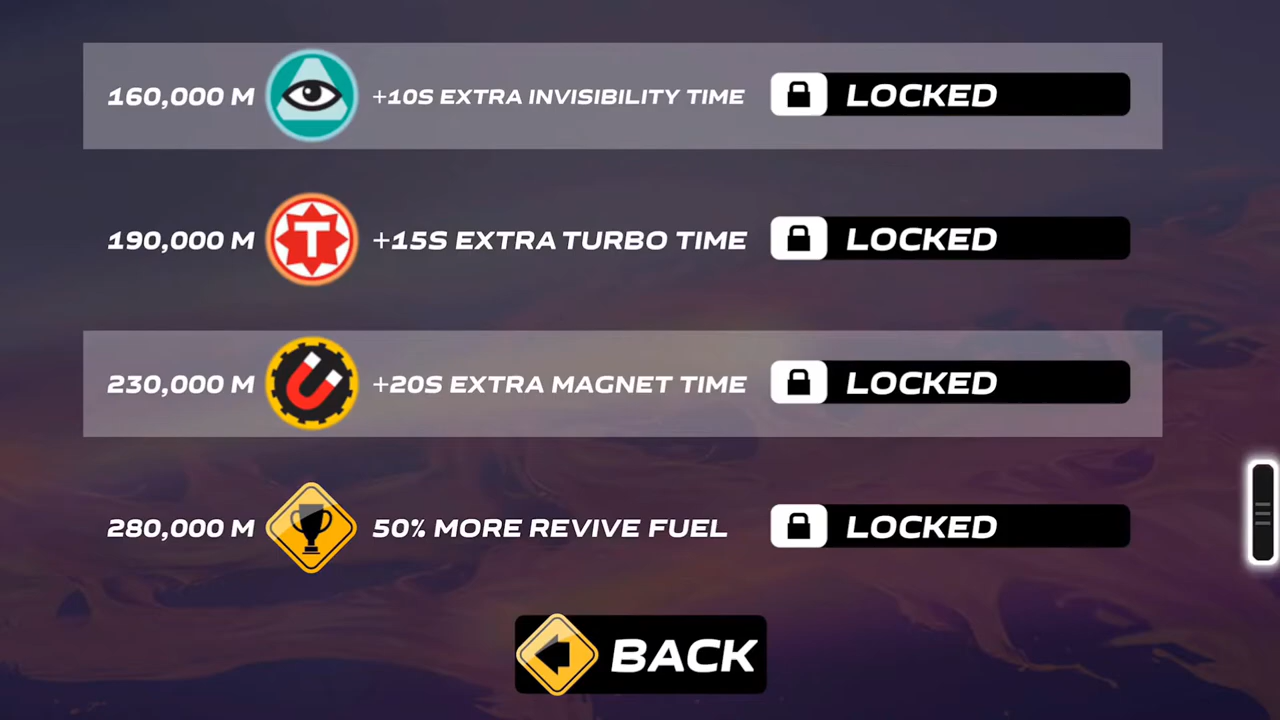 160,000 M +10S EXTRA INVISIBILITY TIME LOCKED
190,000 M T +15S EXTRA TURBO TIME LOCKED
230,000 M +20S EXTRA MAGNET TIME LOCKED
280,000 M 50% MORE REVIVE FUEL LOCKED
BACK